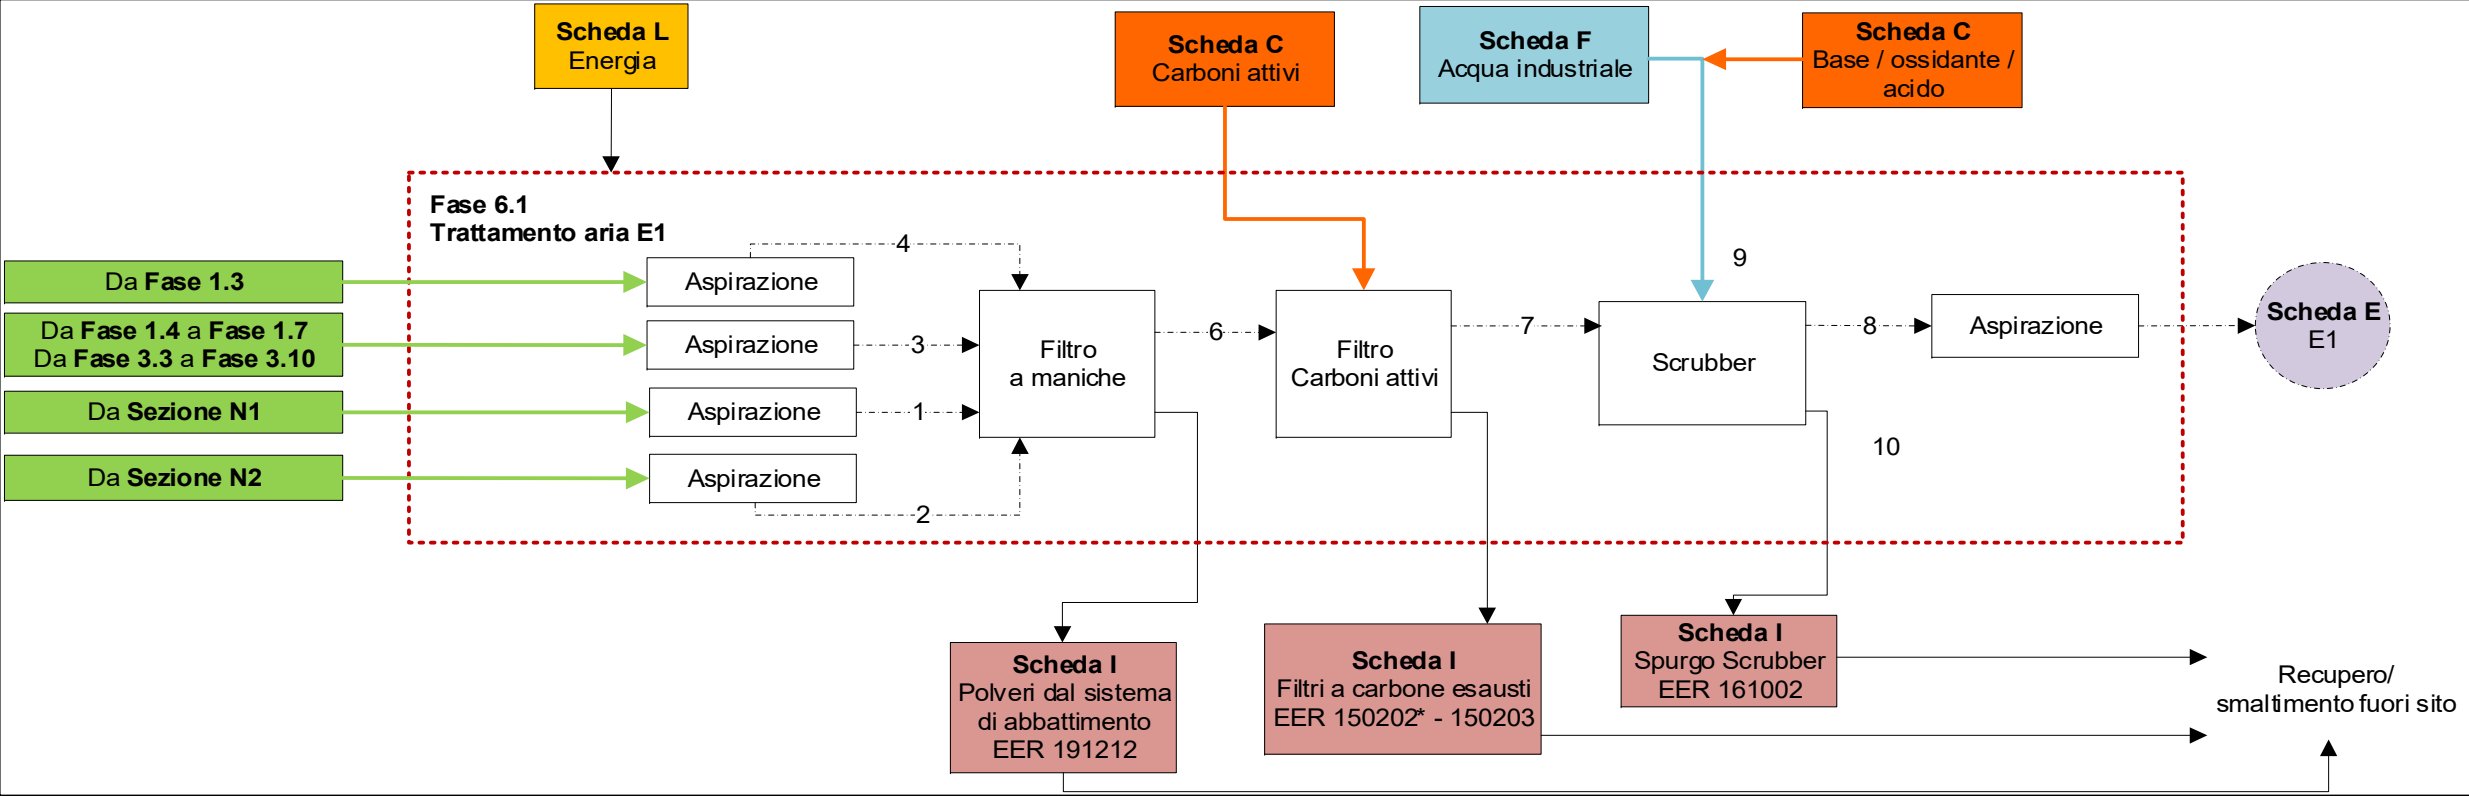 Scheda L
Energia
Scheda C
Carboni attivi
Scheda F
Acqua industriale
Scheda C
Base / ossidante /
acido
Fase 6.1
Trattamento aria E1
Da Fase 1.3
Da Fase 1.4 a Fase 1.7
Da Fase 3.3 a Fase 3.10
Da Sezione N1
Da Sezione N2
Aspirazione
Aspirazione
Aspirazione
Aspirazione
4
3
1
2
Filtro
a maniche
6
Filtro
Carboni attivi
7
9
Scrubber
8
10
Aspirazione
Scheda E
E1
Scheda I
Polveri dal sistema
di abbattimento
EER 191212
Scheda I
Filtri a carbone esausti
EER 150202* - 150203
Scheda I
Spurgo Scrubber
EER 161002
Recupero/
smaltimento fuori sito